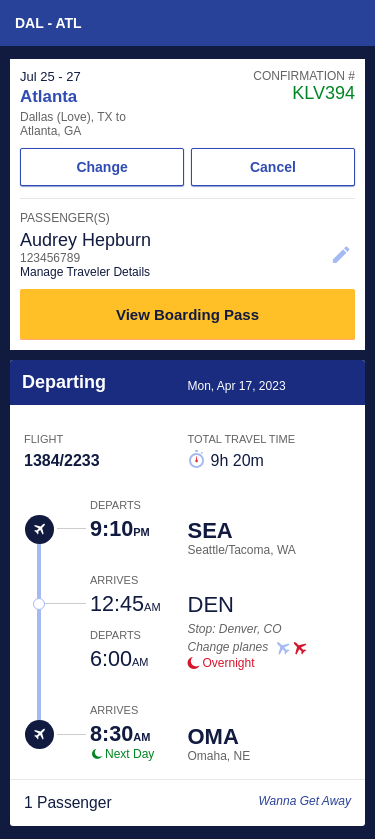 DAL - ATL
Jul 25 - 27
CONFIRMATION #
Atlanta
KLV394
Dallas (Love), TX to
Atlanta, GA
Change
Cancel
PASSENGER(S)
Audrey Hepburn
123456789
Manage Traveler Details
View Boarding Pass
Departing
Mon, Apr 17, 2023
FLIGHT
TOTAL TRAVEL TIME
1384/2233
9h 20m
DEPARTS
9:10PM
SEA
Seattle/Tacoma, WA
ARRIVES
12:45AM
DEN
Stop: Denver, CO
DEPARTS
Change planes
6:00AM
Overnight
ARRIVES
8:30AM
OMA
Next Day
Omaha, NE
1 Passenger
Wanna Get Away